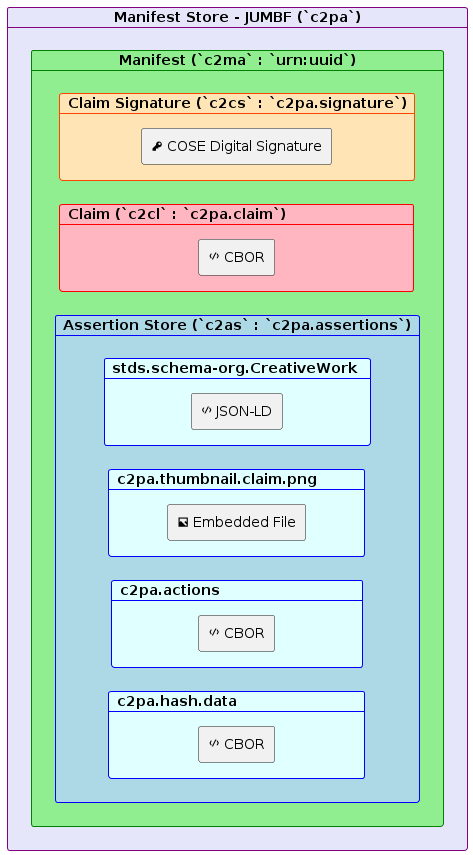 Manifest Store - JUMBF (`c2pa`)
Manifest (`c2ma` : `urn:uuid`)
Claim Signature (`c2cs` : `c2pa.signature`)
COSE Digital Signature
Claim (`c2cl` : `c2pa.claim`)
CBOR
Assertion Store (`c2as` : `c2pa.assertions`)
stds.schema-org.CreativeWork
JSON-LD
c2pa.thumbnail.claim.png
Embedded File
c2pa.actions
CBOR
c2pa.hash.data
CBOR